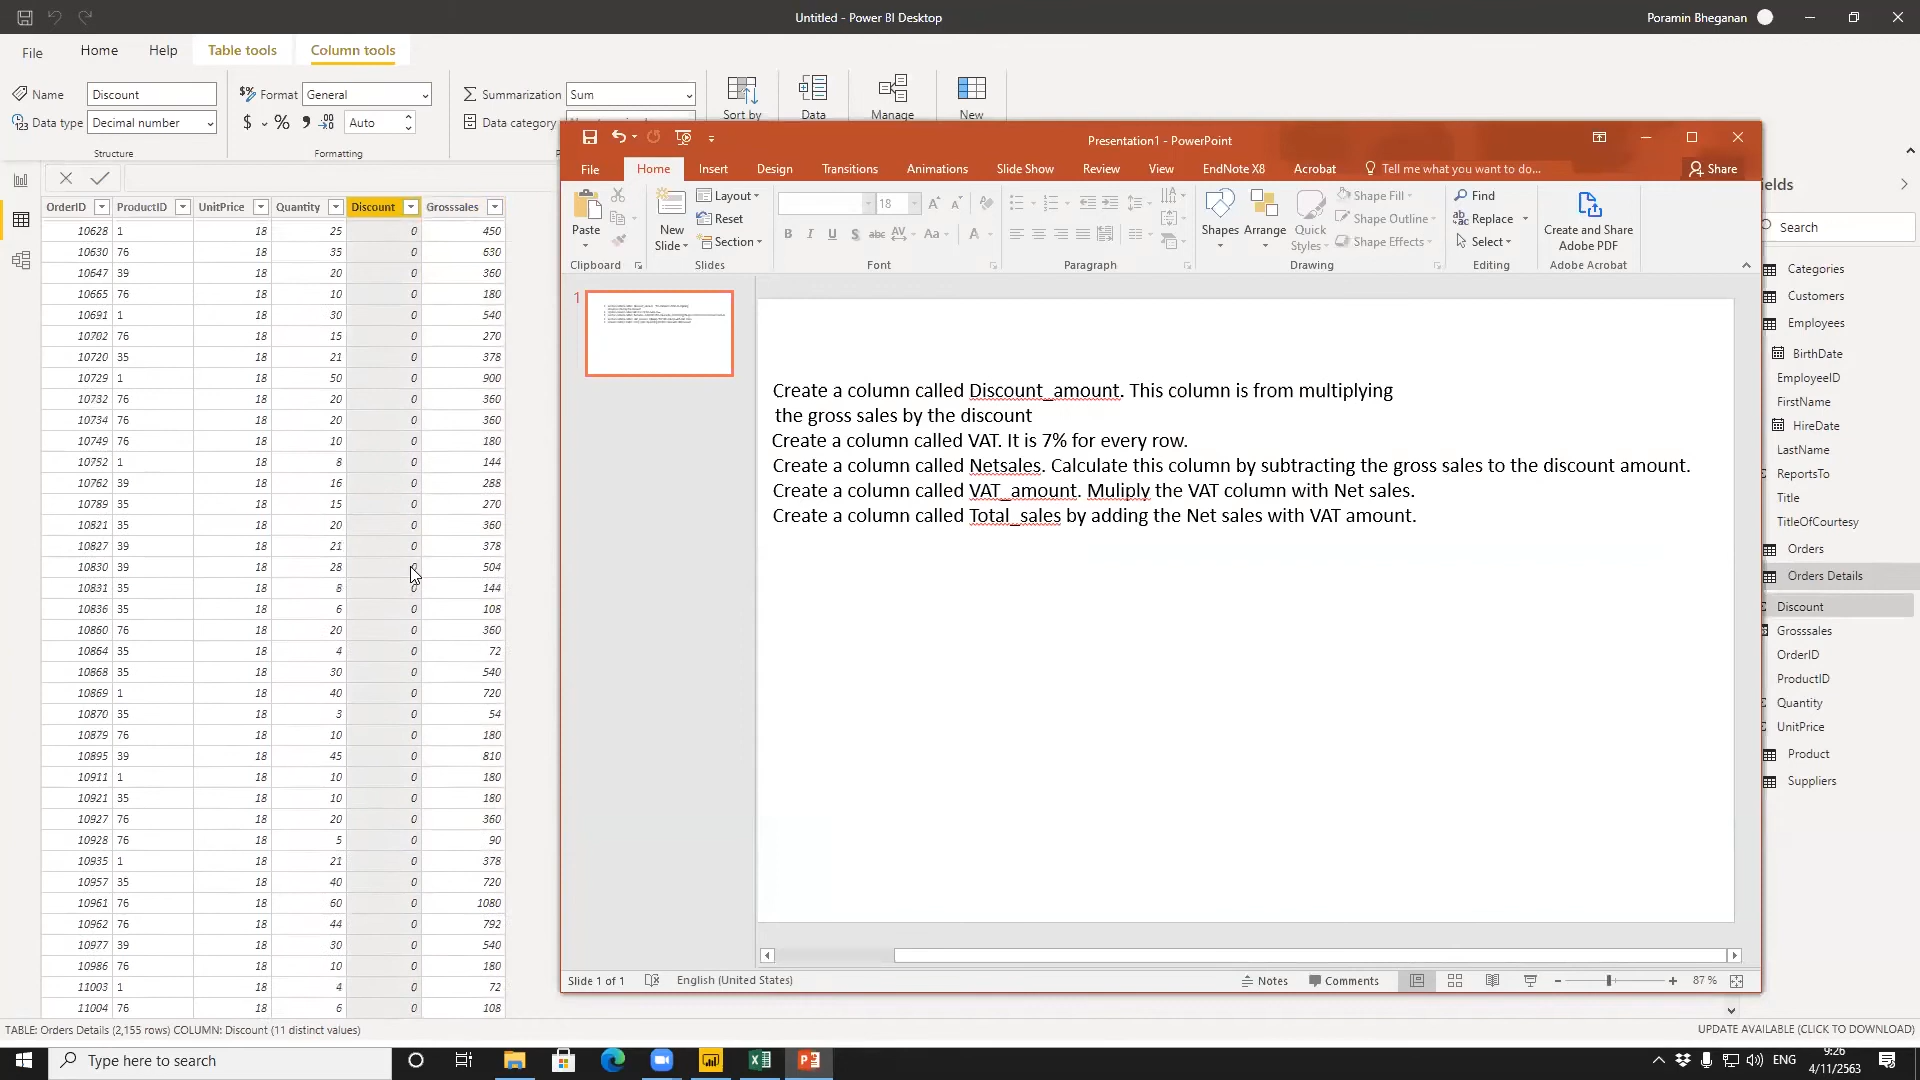 Untitled - Power BI Desktop
Poramin Bheganan
File Home Help Table tools Column tools
Name Discount
Format General
Summarization Sum
Data type Decimal number
$ % Auto
Data category
Sort by Data Manage New
Structure Formatting
Presentation1 - PowerPoint
File Home Insert Design Transitions Animations Slide Show Review View EndNote X8 Acrobat Tell me what you want to do... Share
Paste
New Slide
Layout
Reset
Section
18
B I U S abc AV Aa A
Shapes Arrange Quick Styles
Shape Fill
Shape Outline
Shape Effects
Find
Replace
Select
Create and Share Adobe PDF
Clipboard Slides Font Paragraph Drawing Editing Adobe Acrobat
OrderID ProductID UnitPrice Quantity Discount Grosssales
10628 1 18 25 0 450
10630 76 18 35 0 630
10647 39 18 20 0 360
10665 76 18 10 0 180
10691 1 18 30 0 540
10702 76 18 15 0 270
10720 35 18 21 0 378
10729 1 18 50 0 900
10732 76 18 20 0 360
10734 76 18 20 0 360
10749 76 18 10 0 180
10752 1 18 8 0 144
10762 39 18 16 0 288
10789 35 18 15 0 270
10821 35 18 20 0 360
10827 39 18 21 0 378
10830 39 18 28 0 504
10831 35 18 8 0 144
10836 35 18 6 0 108
10860 76 18 20 0 360
10864 35 18 4 0 72
10868 35 18 30 0 540
10869 1 18 40 0 720
10870 35 18 3 0 54
10879 76 18 10 0 180
10895 39 18 45 0 810
10911 1 18 10 0 180
10921 35 18 10 0 180
10927 76 18 20 0 360
10928 76 18 5 0 90
10935 1 18 21 0 378
10957 35 18 40 0 720
10961 76 18 60 0 1080
10962 76 18 44 0 792
10977 39 18 30 0 540
10986 76 18 10 0 180
11003 1 18 4 0 72
11004 76 18 6 0 108
1
Create a column called Discount_amount. This column is from multiplying
the gross sales by the discount
Create a column called VAT. It is 7% for every row.
Create a column called Netsales. Calculate this column by subtracting the gross sales to the discount amount.
Create a column called VAT_amount. Muliply the VAT column with Net sales.
Create a column called Total_sales by adding the Net sales with VAT amount.
ields
Search
Categories
Customers
Employees
BirthDate
EmployeeID
FirstName
HireDate
LastName
ReportsTo
Title
TitleOfCourtesy
Orders
Orders Details
Discount
Grosssales
OrderID
ProductID
Quantity
UnitPrice
Product
Suppliers
Slide 1 of 1 English (United States) Notes Comments 87 %
TABLE: Orders Details (2,155 rows) COLUMN: Discount (11 distinct values)
UPDATE AVAILABLE (CLICK TO DOWNLOAD)
Type here to search
ENG
9:26
4/11/2563